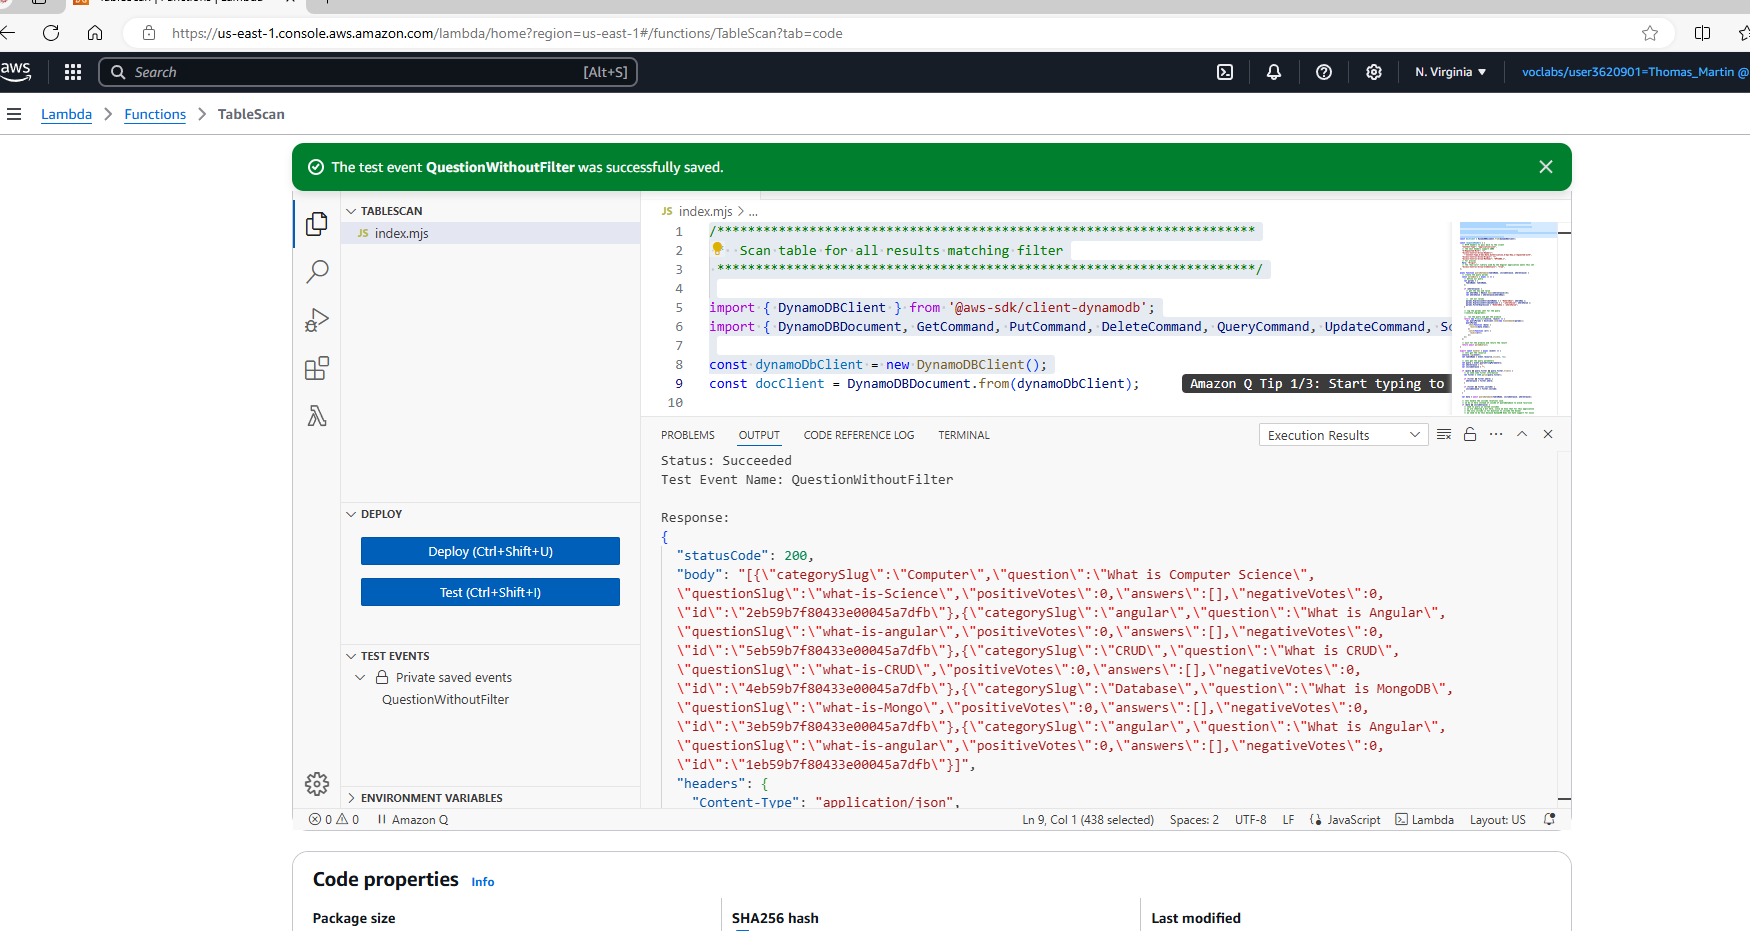 https://us-east-1.console.aws.amazon.com/lambda/home?region=us-east-1#/functions/TableScan?tab=code
aws
Search
[Alt+S]
N. Virginia
voclabs/user3620901=Thomas_Martin @
Lambda
Functions
TableScan
The test event QuestionWithoutFilter was successfully saved.
TABLESCAN
JS index.mjs
JS index.mjs > ...
1 /**********************************************************************
2 Scan table for all results matching filter
3 **********************************************************************/
4
5 import { DynamoDBClient } from '@aws-sdk/client-dynamodb';
6 import { DynamoDBDocument, GetCommand, PutCommand, DeleteCommand, QueryCommand, UpdateCommand, Sc
7
8 const dynamoDbClient = new DynamoDBClient();
9 const docClient = DynamoDBDocument.from(dynamoDbClient);
Amazon Q Tip 1/3: Start typing to
10
PROBLEMS
OUTPUT
CODE REFERENCE LOG
TERMINAL
Execution Results
Status: Succeeded
Test Event Name: QuestionWithoutFilter
Response:
{
"statusCode": 200,
"body": "[{\"categorySlug\":\"Computer\",\"question\":\"What is Computer Science\",
\"questionSlug\":\"what-is-Science\",\"positiveVotes\":0,\"answers\":[],\"negativeVotes\":0,
\"id\":\"2eb59b7f80433e00045a7dfb\"},{\"categorySlug\":\"angular\",\"question\":\"What is Angular\",
\"questionSlug\":\"what-is-angular\",\"positiveVotes\":0,\"answers\":[],\"negativeVotes\":0,
\"id\":\"5eb59b7f80433e00045a7dfb\"},{\"categorySlug\":\"CRUD\",\"question\":\"What is CRUD\",
\"questionSlug\":\"what-is-CRUD\",\"positiveVotes\":0,\"answers\":[],\"negativeVotes\":0,
\"id\":\"4eb59b7f80433e00045a7dfb\"},{\"categorySlug\":\"Database\",\"question\":\"What is MongoDB\",
\"questionSlug\":\"what-is-Mongo\",\"positiveVotes\":0,\"answers\":[],\"negativeVotes\":0,
\"id\":\"3eb59b7f80433e00045a7dfb\"},{\"categorySlug\":\"angular\",\"question\":\"What is Angular\",
\"questionSlug\":\"what-is-angular\",\"positiveVotes\":0,\"answers\":[],\"negativeVotes\":0,
\"id\":\"1eb59b7f80433e00045a7dfb\"}]",
"headers": {
"Content-Type": "application/json",
DEPLOY
Deploy (Ctrl+Shift+U)
Test (Ctrl+Shift+I)
TEST EVENTS
Private saved events
QuestionWithoutFilter
ENVIRONMENT VARIABLES
0 0
Amazon Q
Ln 9, Col 1 (438 selected)
Spaces: 2
UTF-8
LF
JavaScript
Lambda
Layout: US
Code properties
Info
Package size
SHA256 hash
Last modified